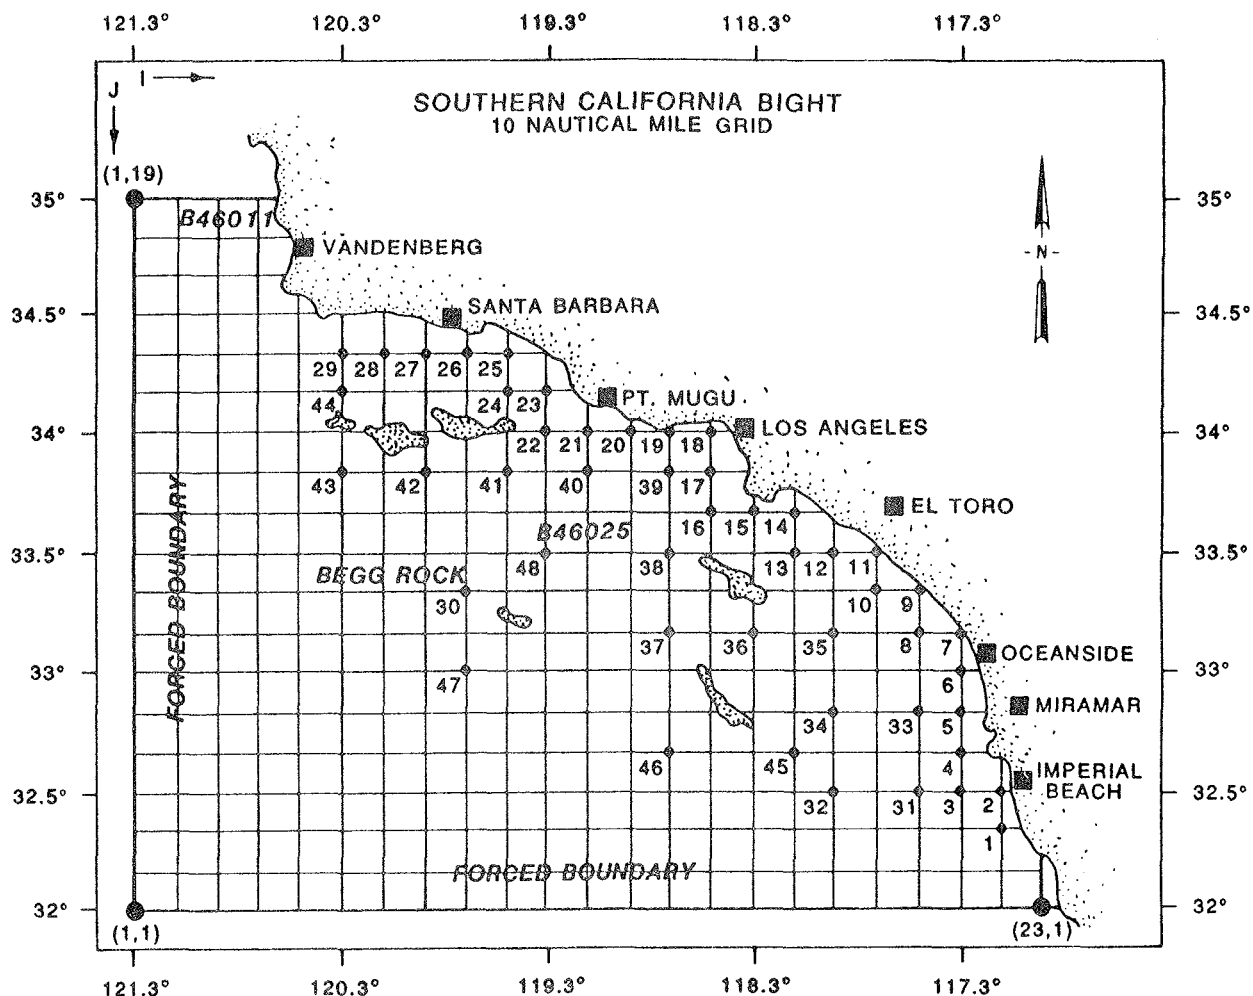 121.3° 120.3° 119.3° 118.3° 117.3°
I
J
SOUTHERN CALIFORNIA BIGHT
10 NAUTICAL MILE GRID
(1,19)
35° 35°
B46011
VANDENBERG
-N-
SANTA BARBARA
34.5° 34.5°
29 28 27 26 25
PT. MUGU
44 24 23
LOS ANGELES
34° 34°
22 21 20 19 18
43 42 41 40 39 17
EL TORO
B46025
16 15 14
33.5° 33.5°
48 38 13 12 11
BEGG ROCK
30 10 9
FORCED BOUNDARY
37 36 35 8 7
OCEANSIDE
33° 33°
47 6
MIRAMAR
34 33 5
46 45 4
IMPERIAL
BEACH
32.5° 32.5°
32 31 3 2
1
FORCED BOUNDARY
32° 32°
(1,1) (23,1)
121.3° 120.3° 119.3° 118.3° 117.3°